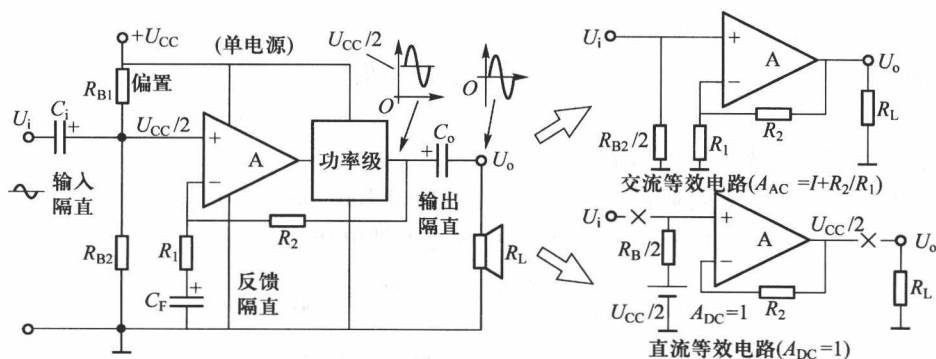 +U_CC
(单电源)
U_CC/2
O
O
R_B1
偏置
U_i
C_i
+
U_CC/2
+
A
−
功率级
+
C_o
U_o
输入
隔直
输出
隔直
R_B2
R_1
R_2
R_L
C_F
+
反馈
隔直
U_i
+
A
−
U_o
R_B2/2
R_1
R_2
R_L
交流等效电路(A_AC =I+R_2/R_1)
U_i
+
A
−
U_CC/2
U_o
R_B/2
R_2
R_L
U_CC/2
A_DC=1
直流等效电路(A_DC=1)